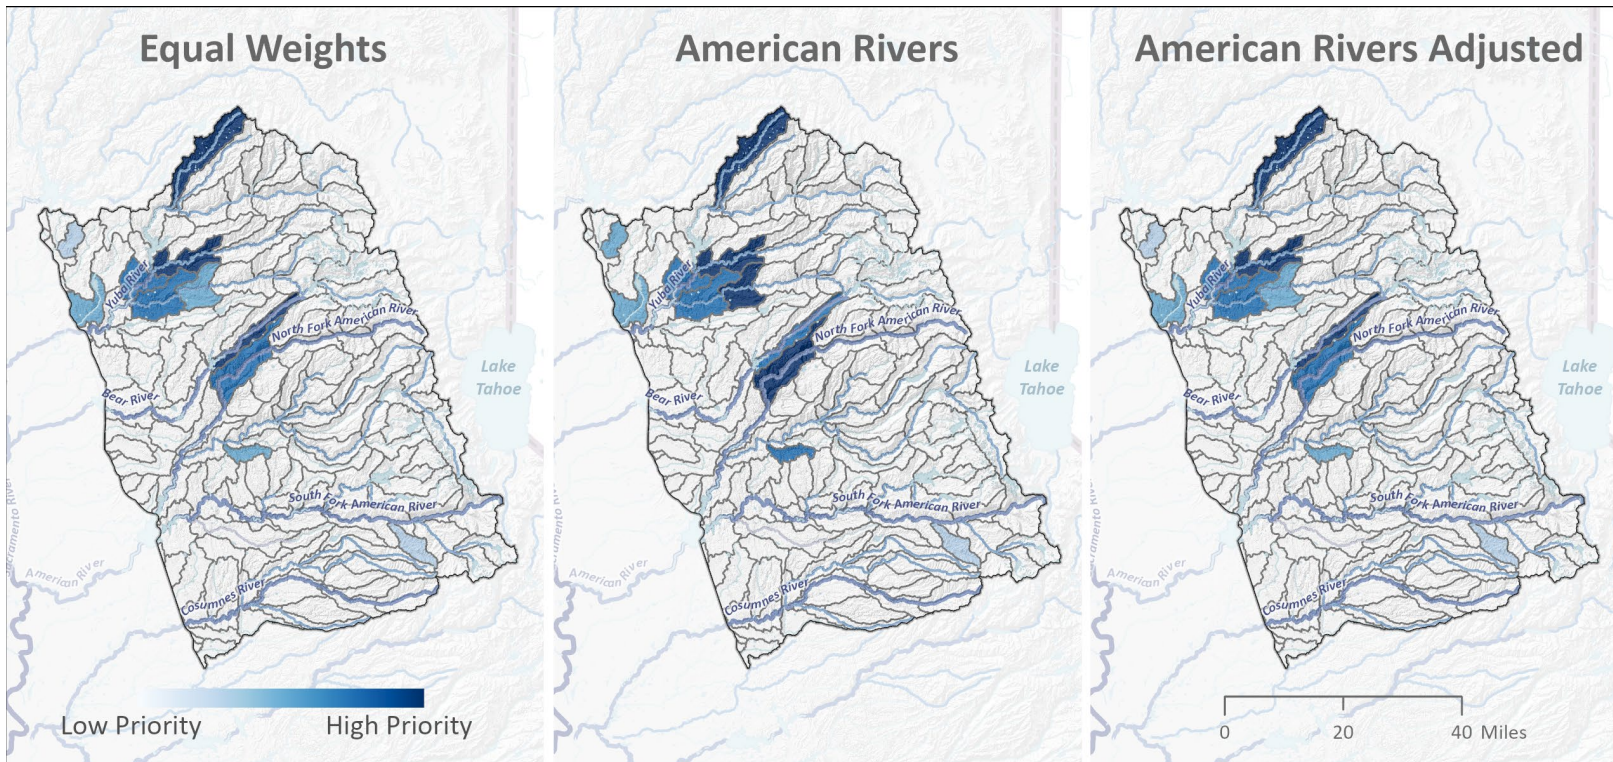 Equal Weights
American Rivers
American Rivers Adjusted
Yuba River
North Fork American River
Lake
Tahoe
Bear River
South Fork American River
American River
Cosumnes River
Low Priority
High Priority
Yuba River
North Fork American River
Lake
Tahoe
Bear River
South Fork American River
American River
Cosumnes River
Yuba River
North Fork American River
Lake
Tahoe
Bear River
South Fork American River
Sacramento River
American River
Cosumnes River
0
20
40 Miles